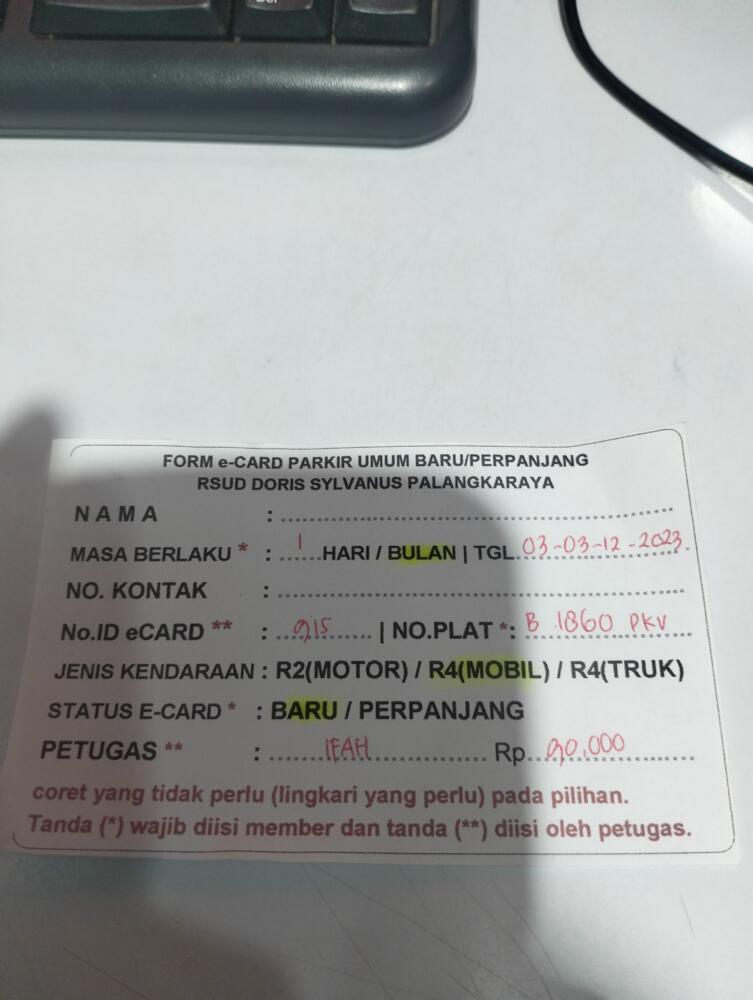 Del
FORM e-CARD PARKIR UMUM BARU/PERPANJANG
RSUD DORIS SYLVANUS PALANGKARAYA
NAMA : ....................
MASA BERLAKU * : 1 HARI / BULAN | TGL. 03-03-12-2023.
NO. KONTAK : ....................
No.ID eCARD ** : 915 | NO.PLAT *: B 1860 PKV
JENIS KENDARAAN : R2(MOTOR) / R4(MOBIL) / R4(TRUK)
STATUS E-CARD * : BARU / PERPANJANG
PETUGAS ** : IFAH Rp. 90.000
coret yang tidak perlu (lingkari yang perlu) pada pilihan.
Tanda (*) wajib diisi member dan tanda (**) diisi oleh petugas.